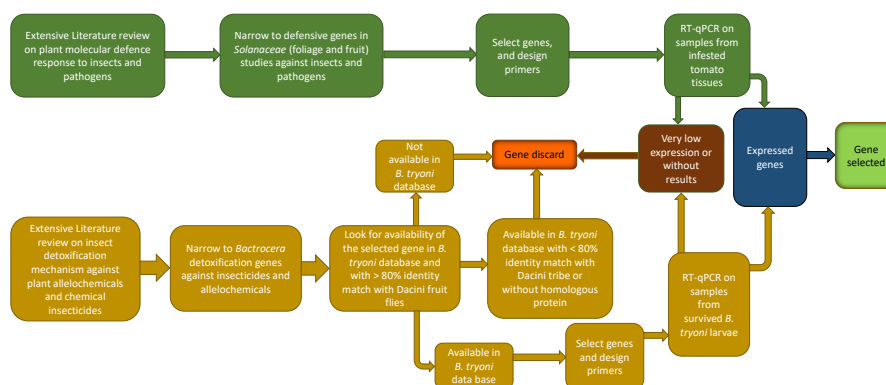 Extensive Literature review
on plant molecular defence
response to insects and
pathogens
Narrow to defensive genes in
Solanaceae (foliage and fruit)
studies against insects and
pathogens
Select genes,
and design
primers
RT-qPCR on
samples from
infested
tomato
tissues
Not
available in
B. tryoni
database
Gene discard
Very low
expression or
without
results
Expressed
genes
Gene
selected
Extensive Literature
review on insect
detoxification
mechanism against
plant allelochemicals
and chemical
insecticides
Narrow to Bactrocera
detoxification genes
against insecticides and
allelochemicals
Look for availability of
the selected gene in B.
tryoni database and
with > 80% identity
match with Dacini fruit
flies
Available in B. tryoni
database with < 80%
identity match with
Dacini tribe or
without homologous
protein
RT-qPCR on
samples
from
survived B.
tryoni larvae
Available in
B. tryoni
data base
Select genes
and design
primers